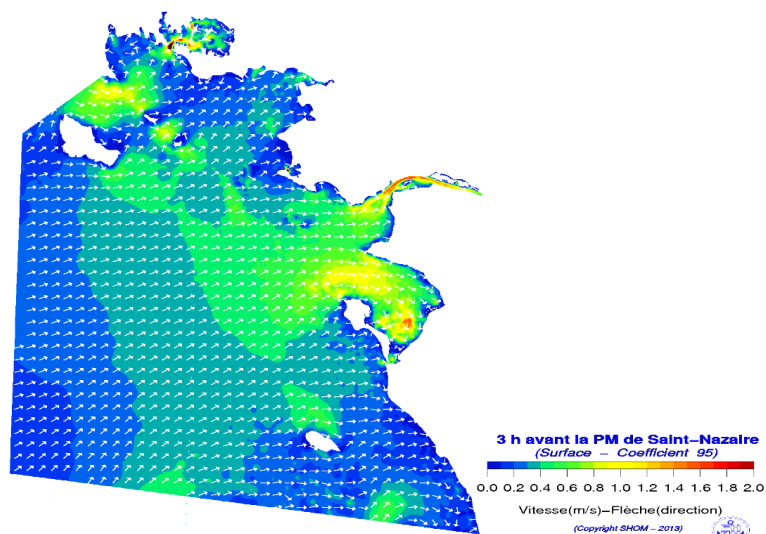 3 h avant la PM de Saint-Nazaire
(Surface - Coefficient 95)
0.0 0.2 0.4 0.6 0.8 1.0 1.2 1.4 1.6 1.8 2.0
Vitesse(m/s)-Flèche(direction)
(Copyright SHOM - 2013)